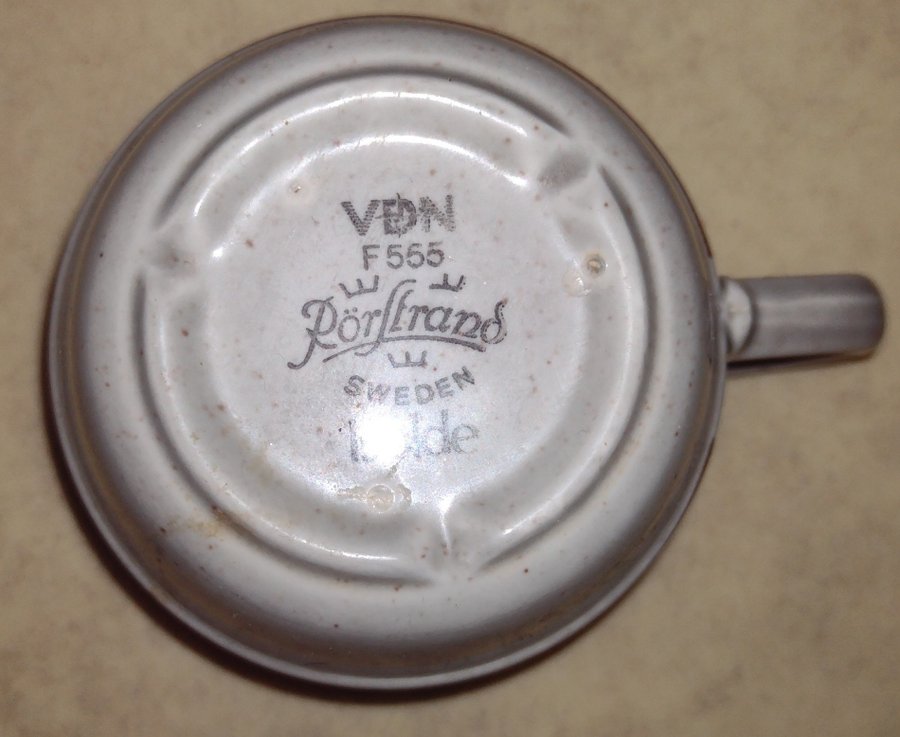 VDN
F555
Rörstrand
SWEDEN